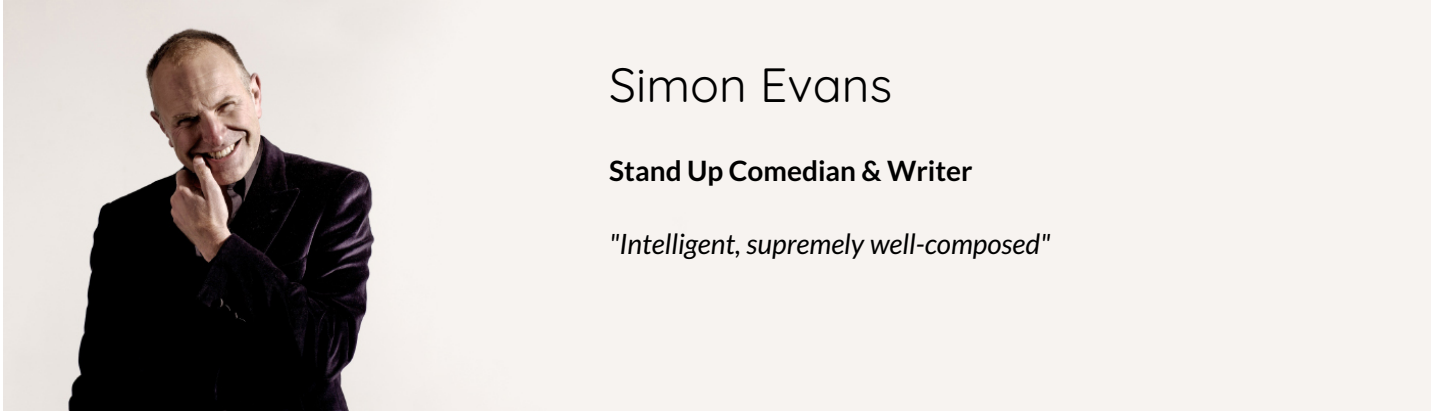 Simon Evans
Stand Up Comedian & Writer
"Intelligent, supremely well-composed"